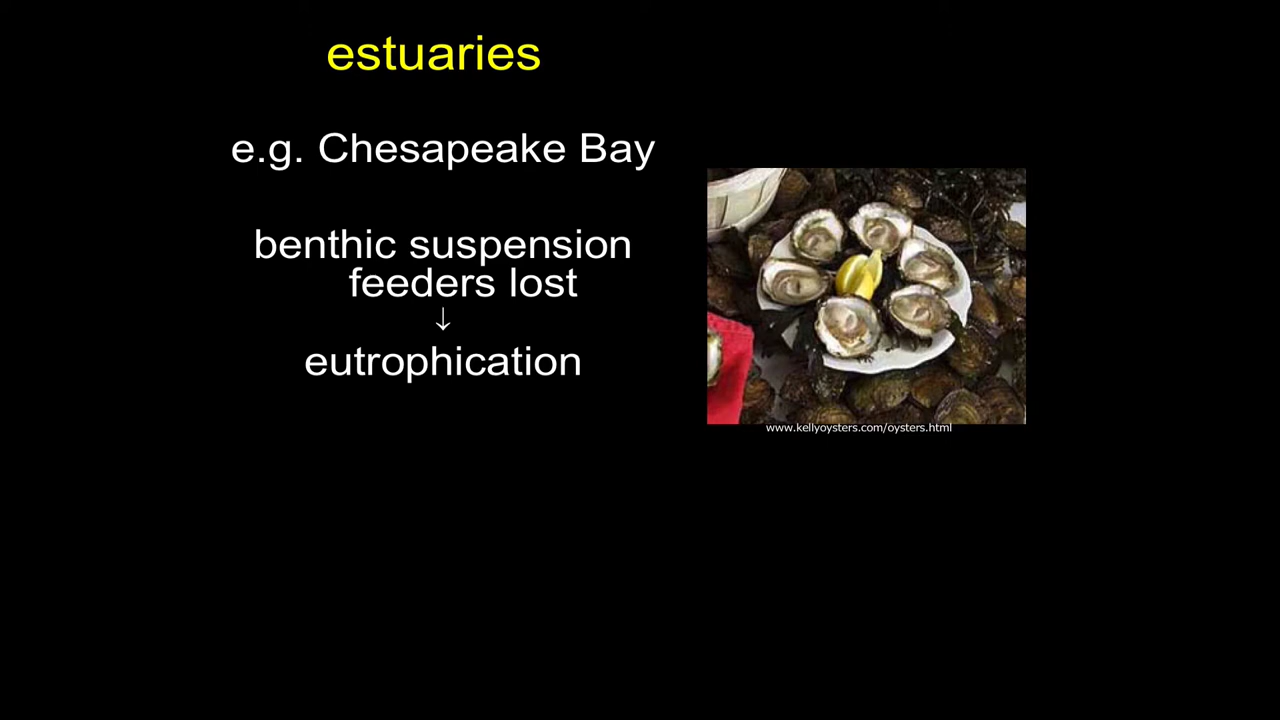 estuaries
e.g. Chesapeake Bay
benthic suspension
feeders lost
↓
eutrophication
www.kellyoysters.com/oysters.html